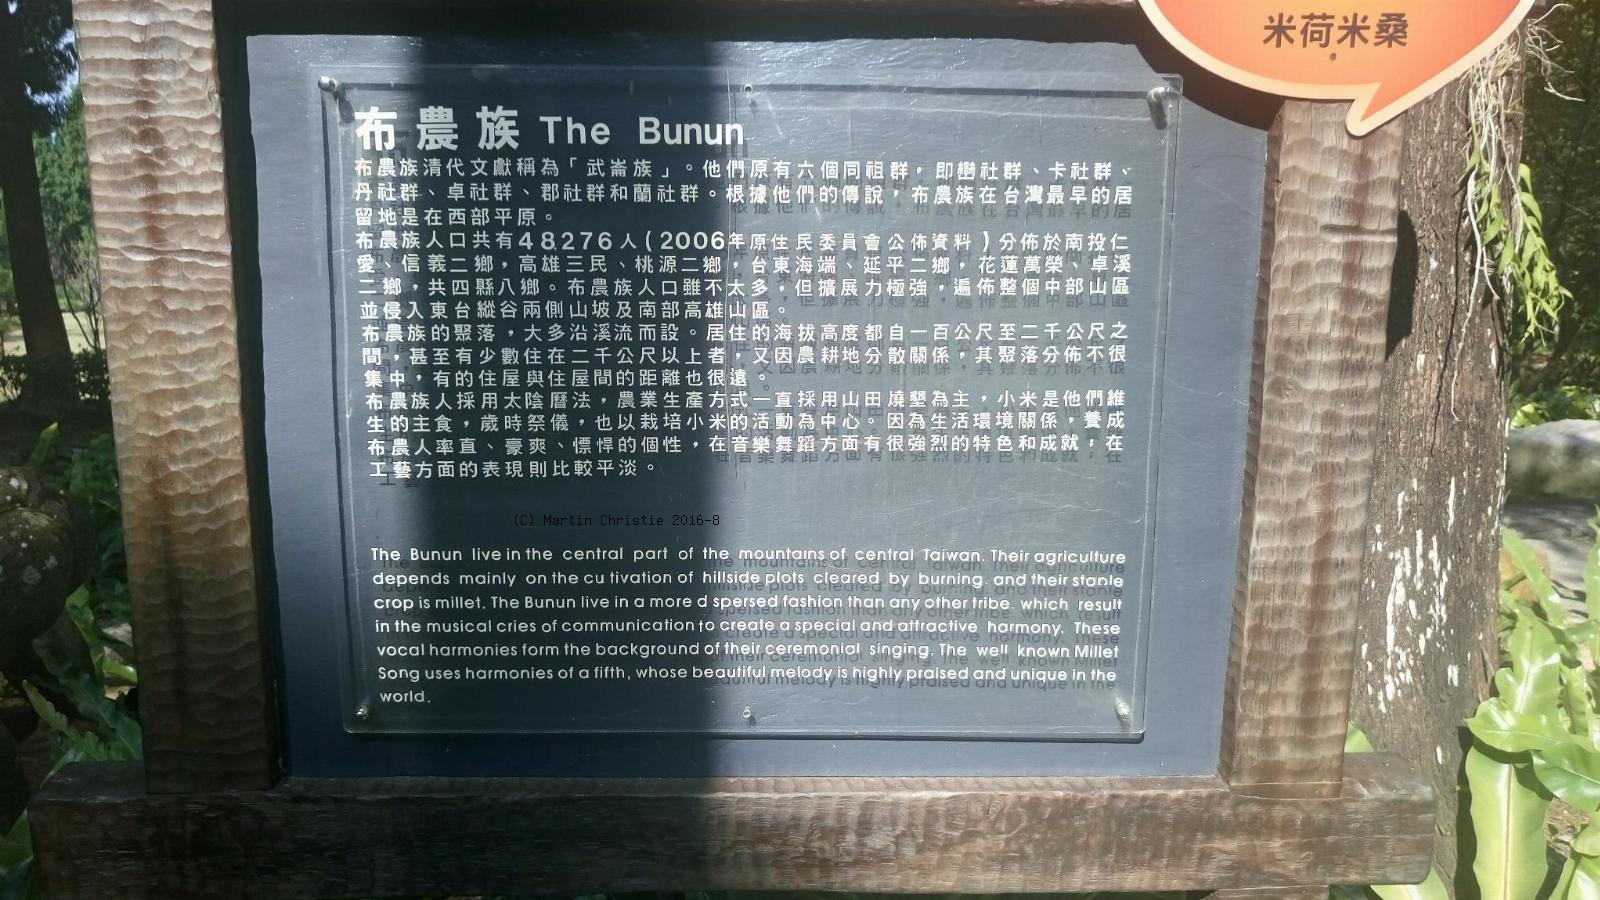 米荷米桑
布農族 The Bunun
布農族清代文獻稱為「武崙族」。他們原有六個同祖群，即巒社群、卡社群、
丹社群、卓社群、郡社群和蘭社群。根據他們的傳說，布農族在台灣最早的居
留地是在西部平原。
布農族人口共有48276人(2006年原住民委員會公佈資料)分佈於南投仁
愛、信義二鄉，高雄三民、桃源二鄉，台東海端、延平二鄉，花蓮萬榮、卓溪
二鄉，共四縣八鄉。布農族人口雖不太多，但擴展力極強，遍佈整個中部山區
並侵入東台縱谷兩側山坡及南部高雄山區。
布農族的聚落，大多沿溪流而設。居住的海拔高度都自一百公尺至二千公尺之
間，甚至有少數住在二千公尺以上者，又因農耕地分散關係，其聚落分佈不很
集中，有的住屋與住屋間的距離也很遠。
布農族人採用太陰曆法，農業生產方式一直採用山田燒墾為主，小米是他們維
生的主食，歲時祭儀，也以栽培小米的活動為中心。因為生活環境關係，養成
布農人率直、豪爽、慓悍的個性，在音樂舞蹈方面有很強烈的特色和成就；在
工藝方面的表現則比較平淡。
(C) Martin Christie 2016-8
The Bunun live in the central part of the mountains of central Taiwan. Their agriculture
depends mainly on the cu tivation of hillside plots cleared by burning. and their stanle
crop is millet. The Bunun live in a more d spersed fashion than any other tribe. which result
in the musical cries of communication to create a special and attractive harmony. These
vocal harmonies form the background of their ceremonial singing. The well known Millet
Song uses harmonies of a fifth, whose beautiful melody is highly praised and unique in the
world.